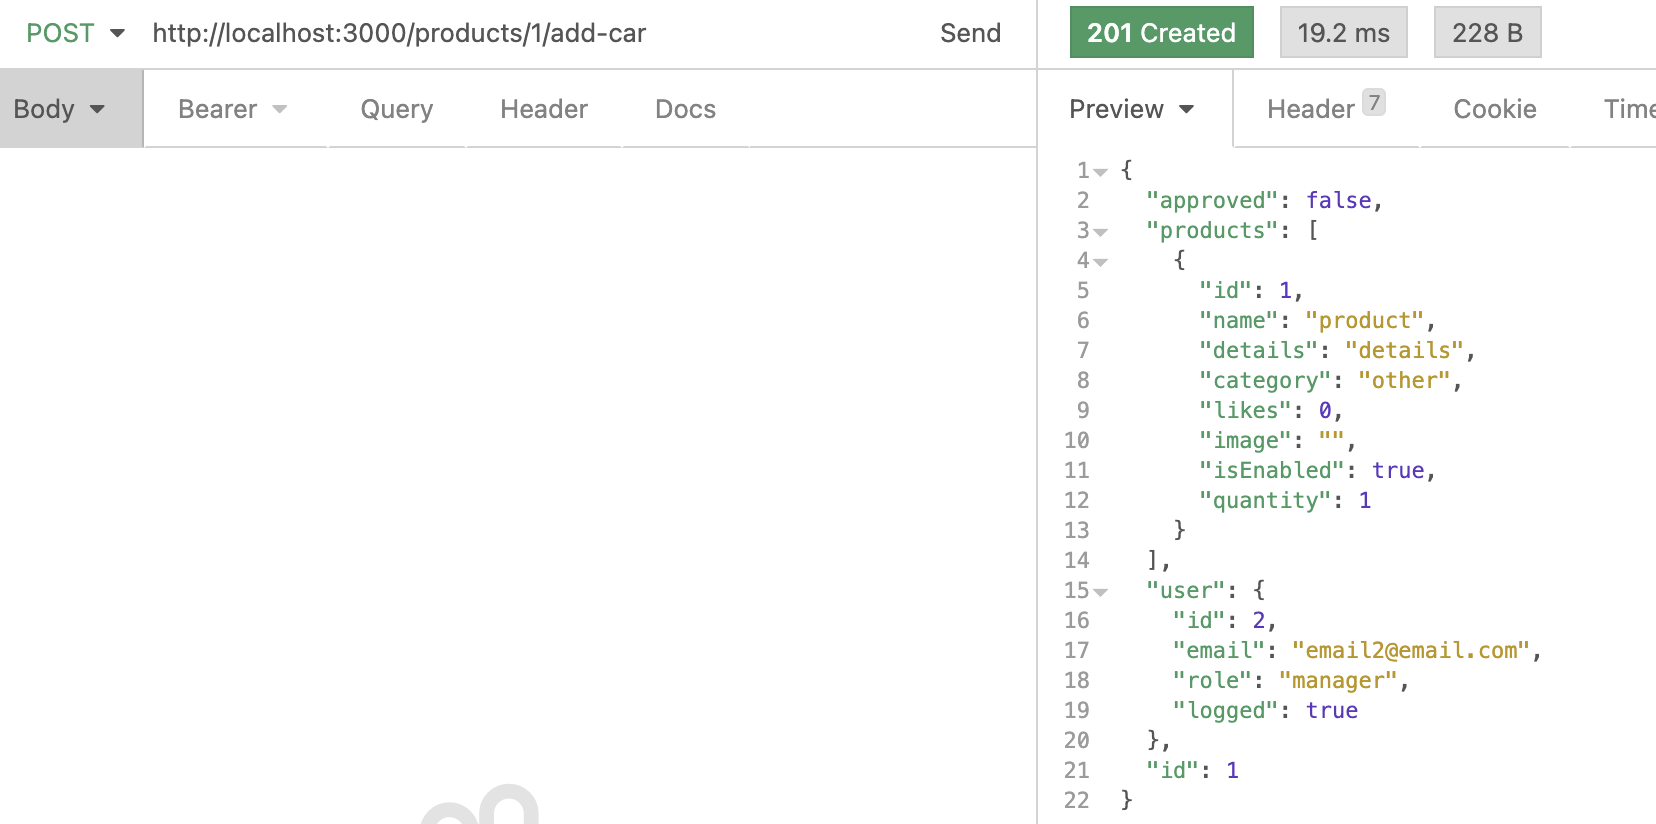 POST http://localhost:3000/products/1/add-car Send 201 Created 19.2 ms 228 B
Body Bearer Query Header Docs Preview Header 7 Cookie Time
1 {
2 "approved": false,
3 "products": [
4 {
5 "id": 1,
6 "name": "product",
7 "details": "details",
8 "category": "other",
9 "likes": 0,
10 "image": "",
11 "isEnabled": true,
12 "quantity": 1
13 }
14 ],
15 "user": {
16 "id": 2,
17 "email": "email2@email.com",
18 "role": "manager",
19 "logged": true
20 },
21 "id": 1
22 }